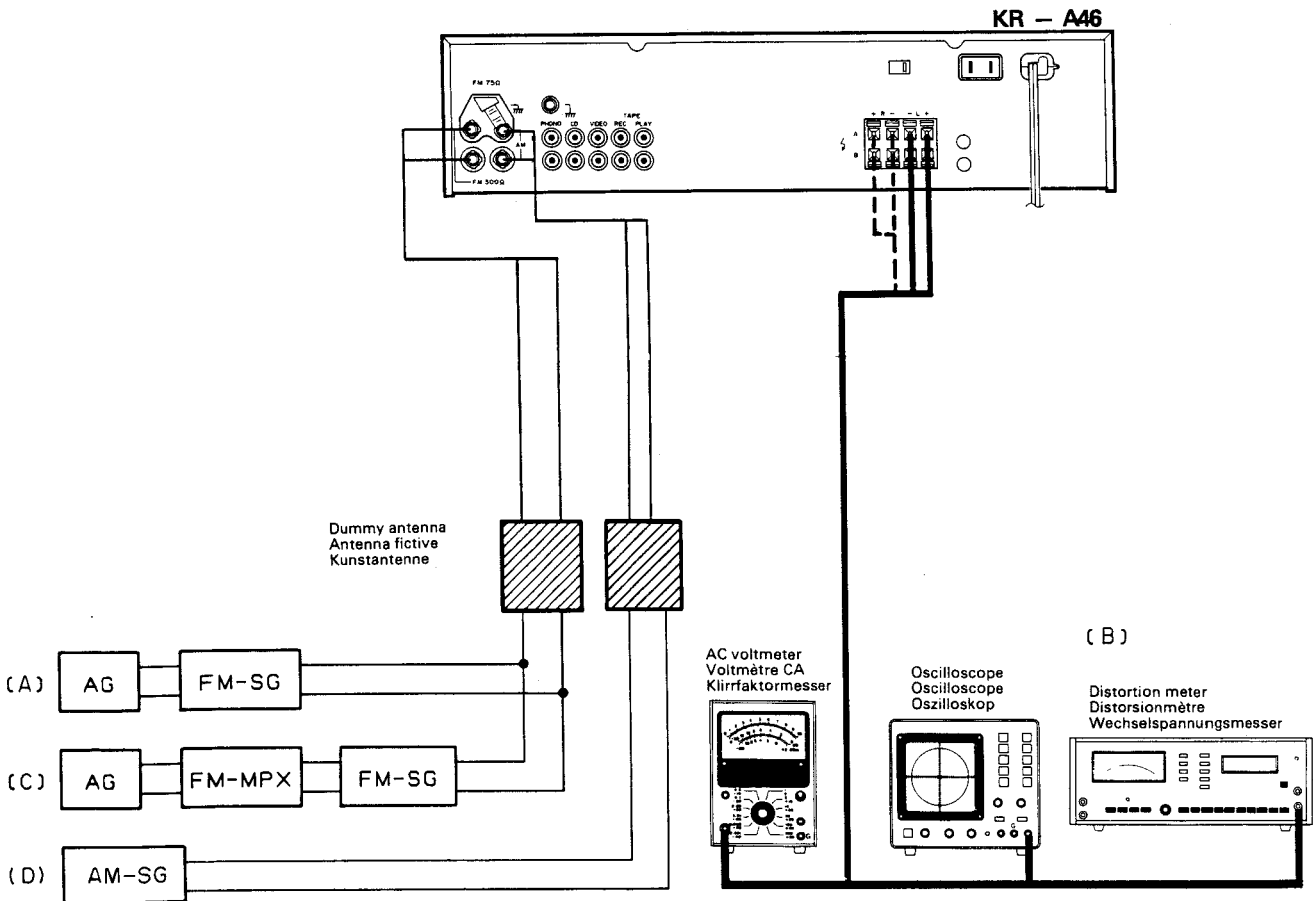 KR – A46
FM 75Ω
TAPE
PHONO CD VIDEO REC PLAY
AM
FM 300Ω
+ R – – L +
A
B
Dummy antenna
Antenna fictive
Kunstantenne
(A) AG FM-SG
(C) AG FM-MPX FM-SG
(D) AM-SG
AC voltmeter
Voltmètre CA
Klirrfaktormesser
Oscilloscope
Oscilloscope
Oszilloskop
(B)
Distortion meter
Distorsionmètre
Wechselspannungsmesser
G
G